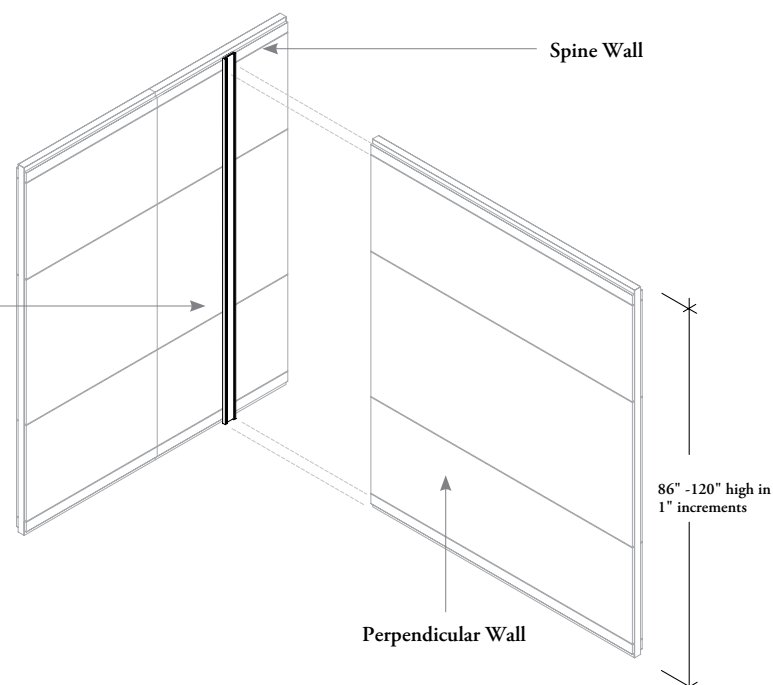 Spine Wall
86" -120" high in
1" increments
Perpendicular Wall